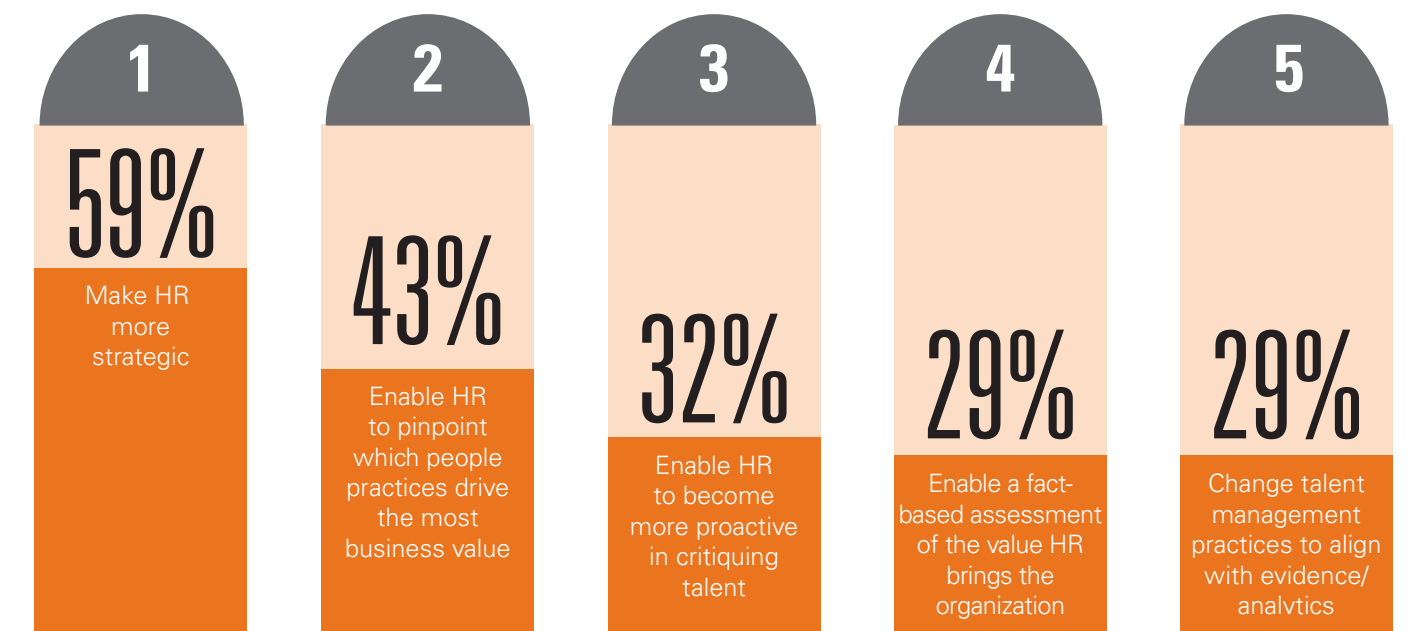 1
59%
Make HR
more
strategic
2
43%
Enable HR
to pinpoint
which people
practices drive
the most
business value
3
32%
Enable HR
to become
more proactive
in critiquing
talent
4
29%
Enable a fact-
based assessment
of the value HR
brings the
organization
5
29%
Change talent
management
practices to align
with evidence/
analytics